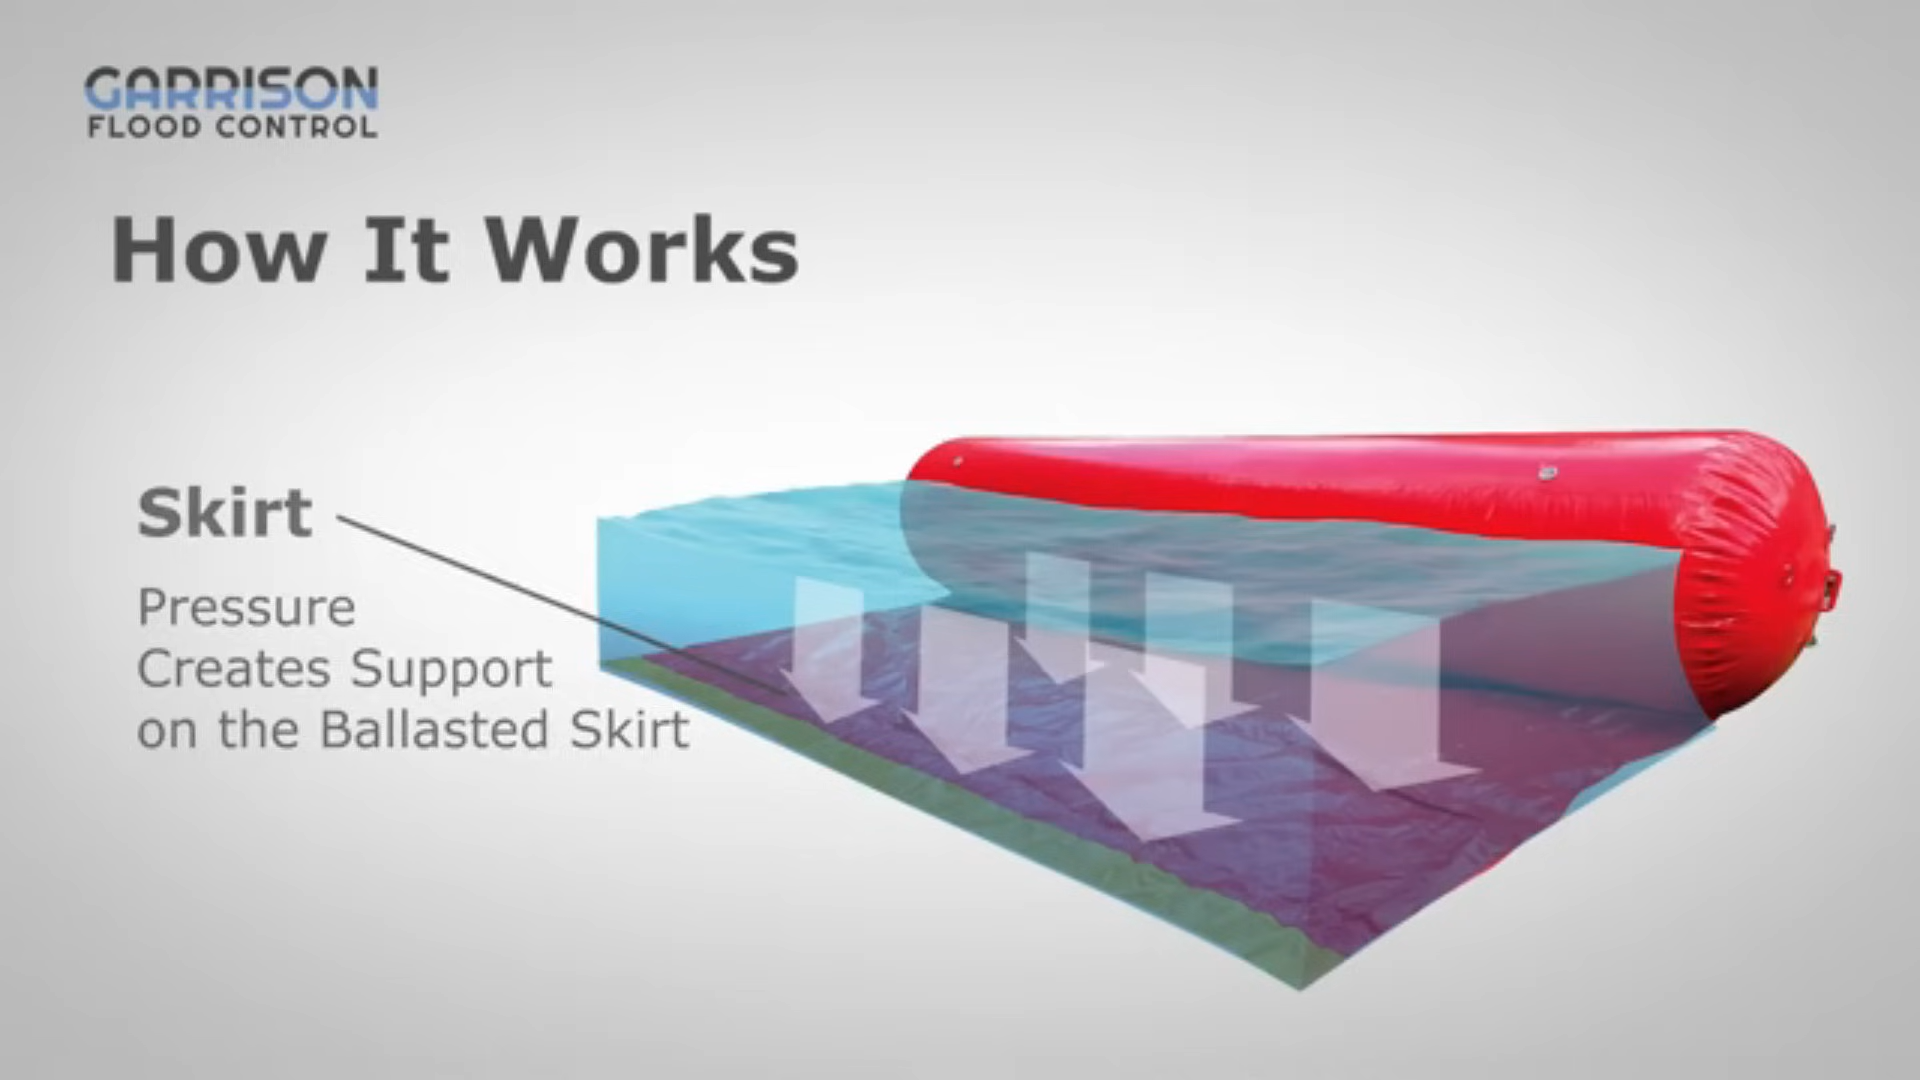 GARRISON
FLOOD CONTROL
How It Works
Skirt
Pressure
Creates Support
on the Ballasted Skirt